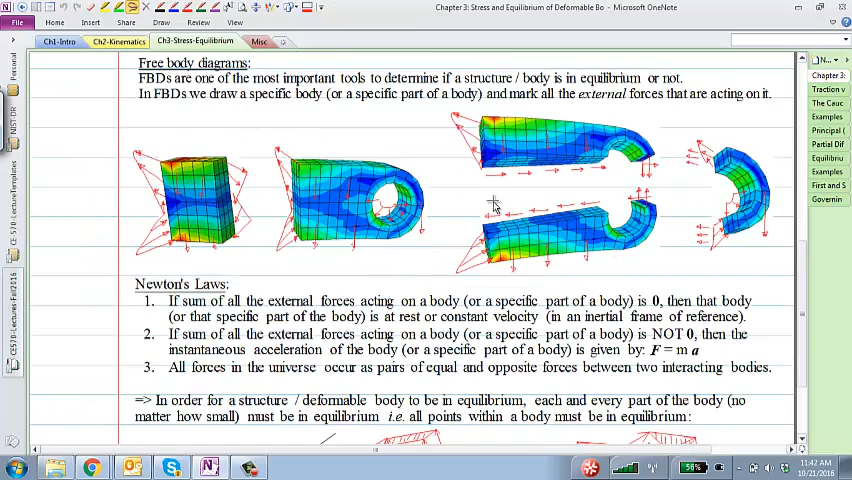 Chapter 3: Stress and Equilibrium of Deformable Bo - Microsoft OneNote
File Home Insert Share Draw Review View
Ch1-Intro Ch2-Kinematics Ch3-Stress-Equilibrium Misc
Free body diagrams:
FBDs are one of the most important tools to determine if a structure / body is in equilibrium or not.
In FBDs we draw a specific body (or a specific part of a body) and mark all the external forces that are acting on it.
Newton's Laws:
1. If sum of all the external forces acting on a body (or a specific part of a body) is 0, then that body
(or that specific part of the body) is at rest or constant velocity (in an inertial frame of reference).
2. If sum of all the external forces acting on a body (or a specific part of a body) is NOT 0, then the
instantaneous acceleration of the body (or a specific part of a body) is given by: F = m a
3. All forces in the universe occur as pairs of equal and opposite forces between two interacting bodies.
=> In order for a structure / deformable body to be in equilibrium, each and every part of the body (no
matter how small) must be in equilibrium i.e. all points within a body must be in equilibrium:
Personal
NIST-DR
CE-570-LectureTemplates
CE570-Lectures-Fall2016
N...
Chapter 3:
Traction v
The Cauc
Examples
Principal (
Examples
Partial Dif
Equilibriu
Examples
First and S
Governin
56%
11:42 AM
10/21/2016